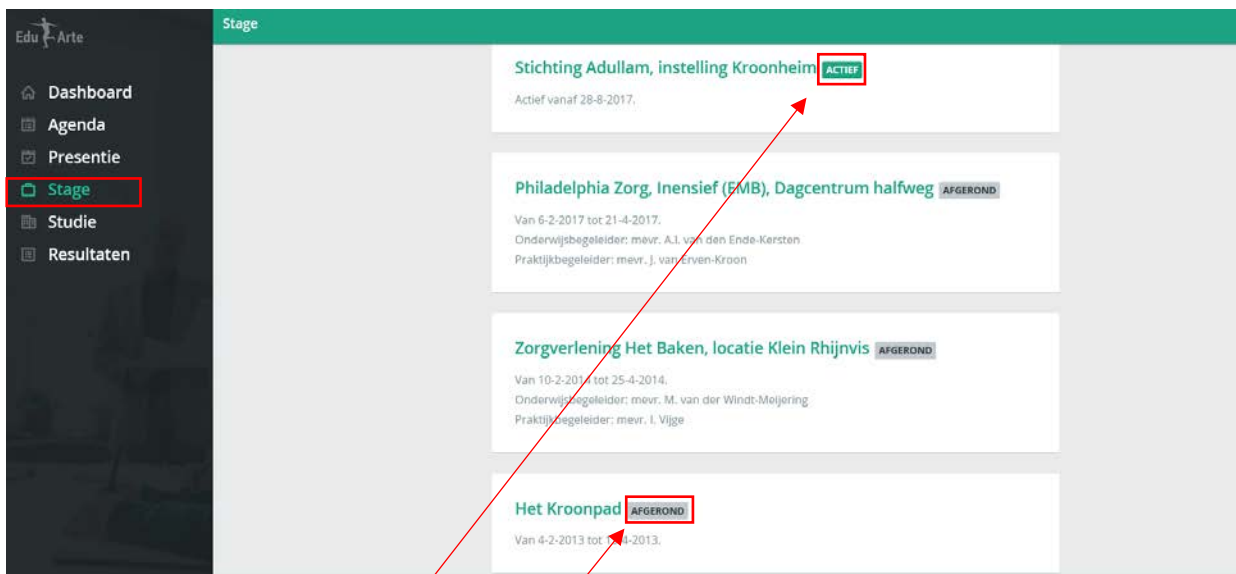 Edu Arte
Stage
Dashboard
Agenda
Presentie
Stage
Studie
Resultaten
Stichting Adullam, instelling Kroonheim ACTIEF
Actief vanaf 28-8-2017.
Philadelphia Zorg, Inensief (EMB), Dagcentrum halfweg AFGEROND
Van 6-2-2017 tot 21-4-2017.
Onderwijsbegeleider: mevr. A.I. van den Ende-Kersten
Praktijkbegeleider: mevr. J. van Erven-Kroon
Zorgverlening Het Baken, locatie Klein Rhijnvis AFGEROND
Van 10-2-2014 tot 25-4-2014.
Onderwijsbegeleider: mevr. M. van der Windt-Meijering
Praktijkbegeleider: mevr. I. Vijge
Het Kroonpad AFGEROND
Van 4-2-2013 tot